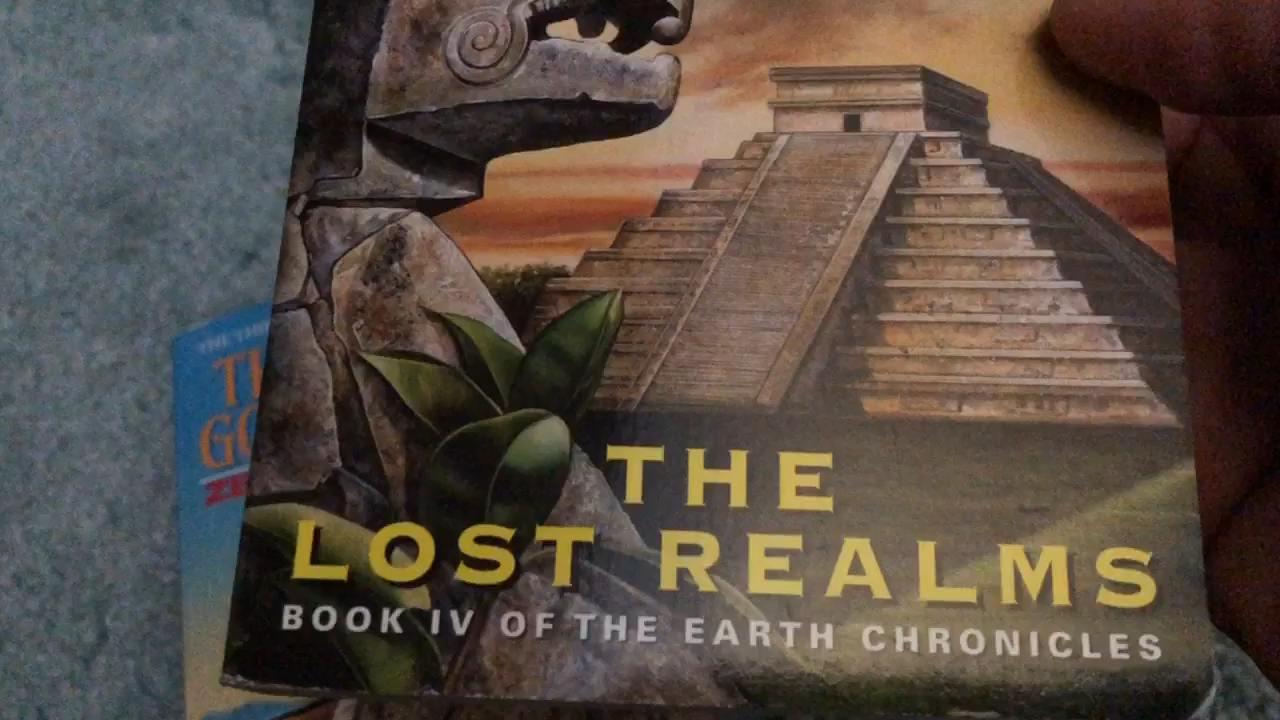 THE
LOST REALMS
BOOK IV OF THE EARTH CHRONICLES